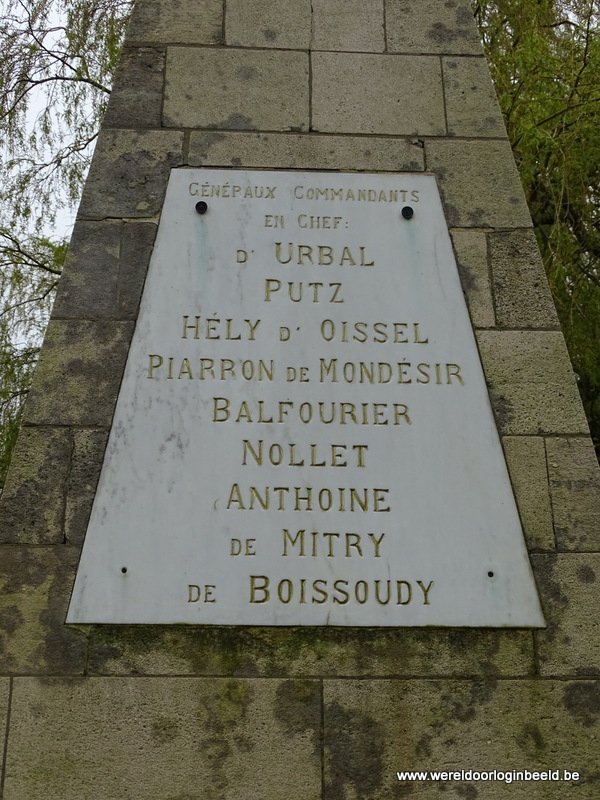 GÉNÉRAUX COMMANDANTS
EN CHEF:
D' URBAL
PUTZ
HÉLY D' OISSEL
PIARRON DE MONDÉSIR
BALFOURIER
NOLLET
ANTHOINE
DE MITRY
DE BOISSOUDY
www.wereldoorloginbeeld.be